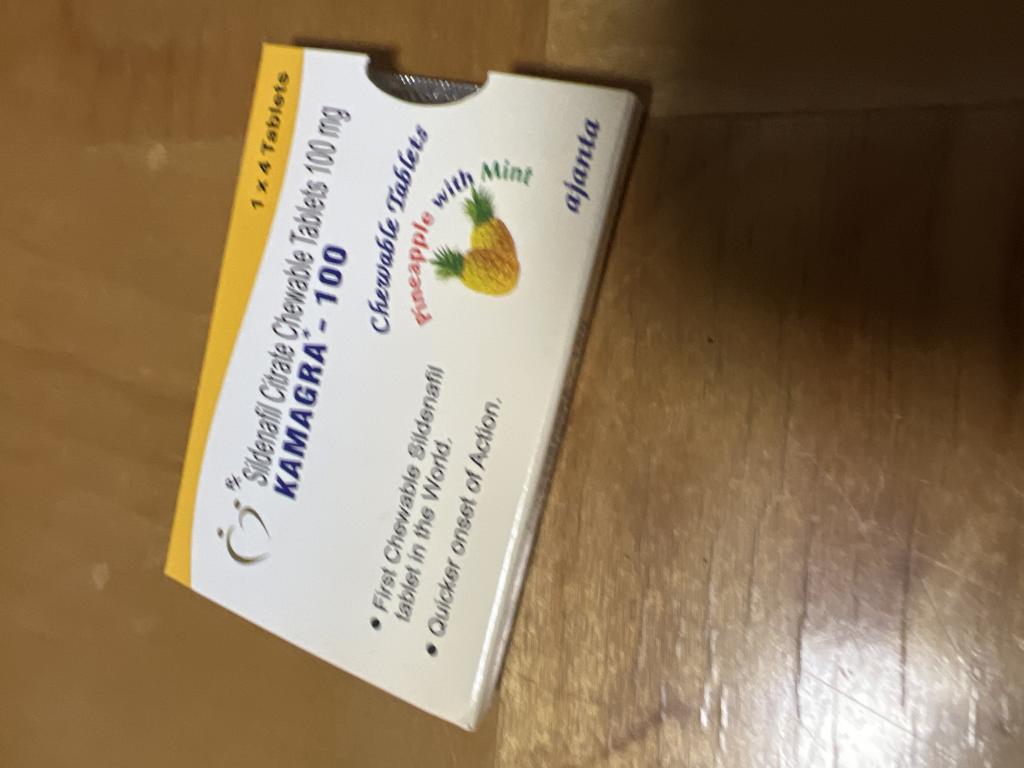 1 x 4 Tablets
Rx
Sildenafil Citrate Chewable Tablets 100 mg
KAMAGRA - 100
Chewable Tablets
Pineapple with Mint
• First Chewable Sildenafil
tablet in the World.
• Quicker onset of Action.
ajanta